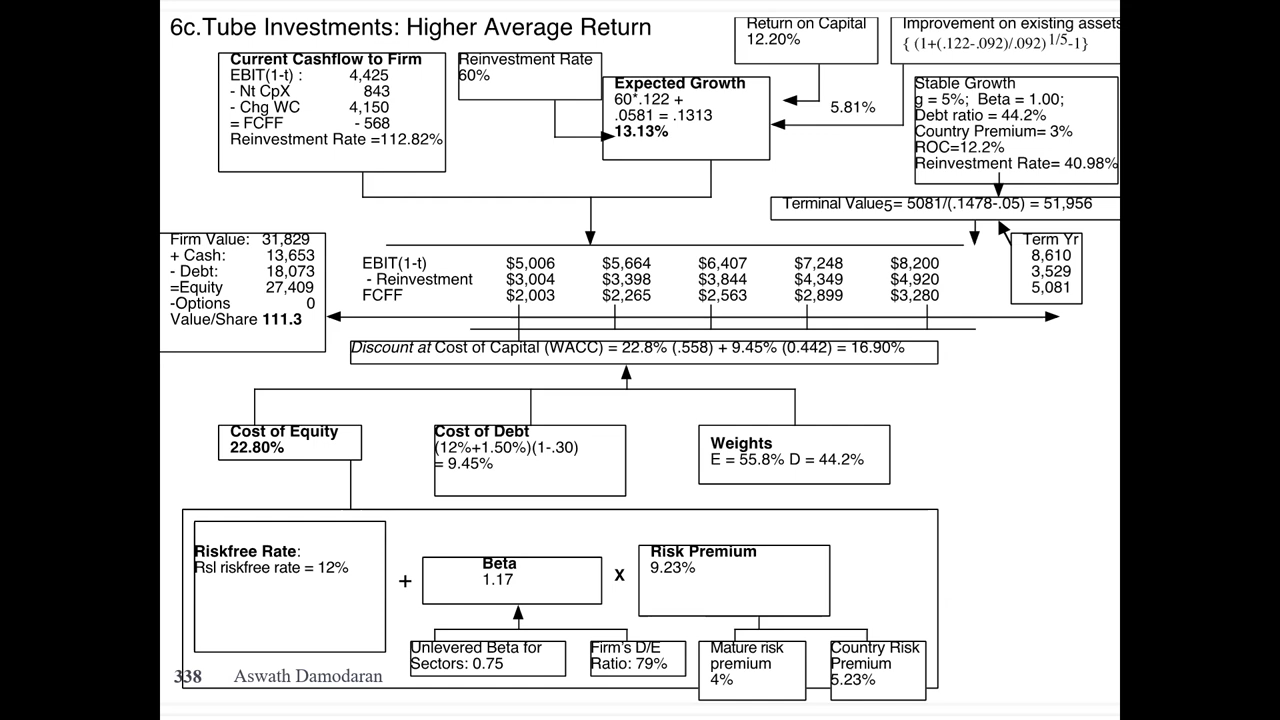 6c.Tube Investments: Higher Average Return
Return on Capital
12.20%
Improvement on existing assets
{ (1+(.122-.092)/.092)1/5-1}
Current Cashflow to Firm
EBIT(1-t) : 4,425
- Nt CpX 843
- Chg WC 4,150
= FCFF - 568
Reinvestment Rate =112.82%
Reinvestment Rate
60%
Expected Growth
60*.122 +
.0581 = .1313
13.13%
5.81%
Stable Growth
g = 5%; Beta = 1.00;
Debt ratio = 44.2%
Country Premium= 3%
ROC=12.2%
Reinvestment Rate= 40.98%
Terminal Value5= 5081/(.1478-.05) = 51,956
Firm Value: 31,829
+ Cash: 13,653
- Debt: 18,073
=Equity 27,409
-Options 0
Value/Share 111.3
EBIT(1-t) $5,006 $5,664 $6,407 $7,248 $8,200
- Reinvestment $3,004 $3,398 $3,844 $4,349 $4,920
FCFF $2,003 $2,265 $2,563 $2,899 $3,280
Term Yr
8,610
3,529
5,081
Discount at Cost of Capital (WACC) = 22.8% (.558) + 9.45% (0.442) = 16.90%
Cost of Equity
22.80%
Cost of Debt
(12%+1.50%)(1-.30)
= 9.45%
Weights
E = 55.8% D = 44.2%
Riskfree Rate:
Rsl riskfree rate = 12%
+
Beta
1.17
X
Risk Premium
9.23%
Unlevered Beta for
Sectors: 0.75
Firm's D/E
Ratio: 79%
Mature risk
premium
4%
Country Risk
Premium
5.23%
338 Aswath Damodaran